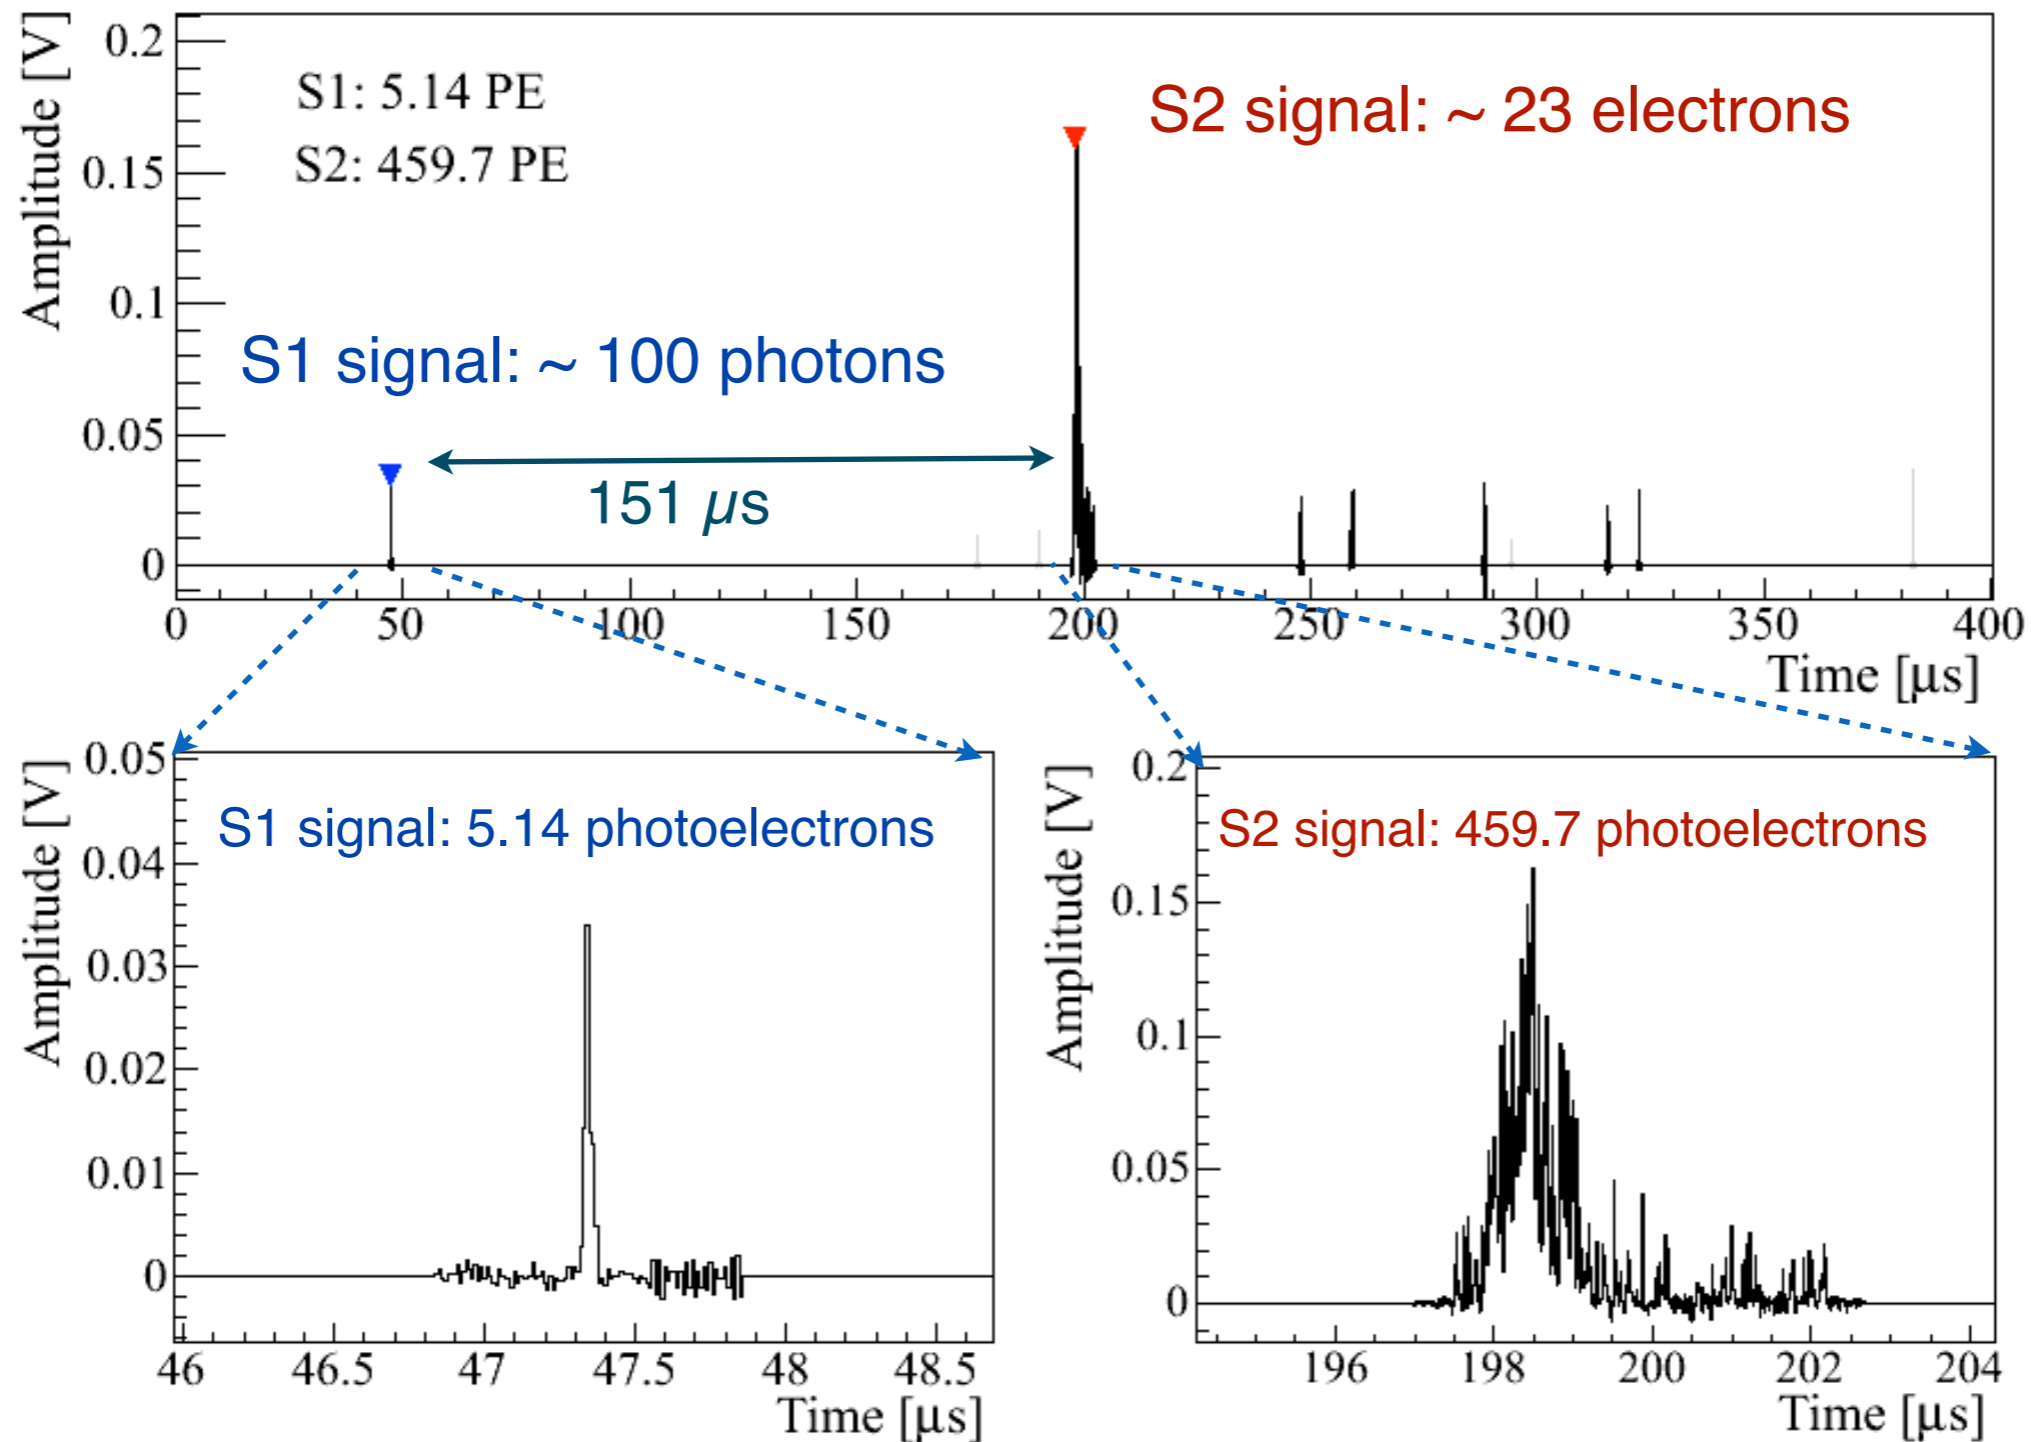 Amplitude [V]
0.2
0.15
0.1
0.05
0
S1: 5.14 PE
S2: 459.7 PE
S2 signal: ~ 23 electrons
S1 signal: ~ 100 photons
151 µs
0 50 100 150 200 250 300 350 400
Time [µs]
Amplitude [V]
0.05
0.04
0.03
0.02
0.01
0
S1 signal: 5.14 photoelectrons
46 46.5 47 47.5 48 48.5
Time [µs]
Amplitude [V]
0.2
0.15
0.1
0.05
0
S2 signal: 459.7 photoelectrons
196 198 200 202 204
Time [µs]